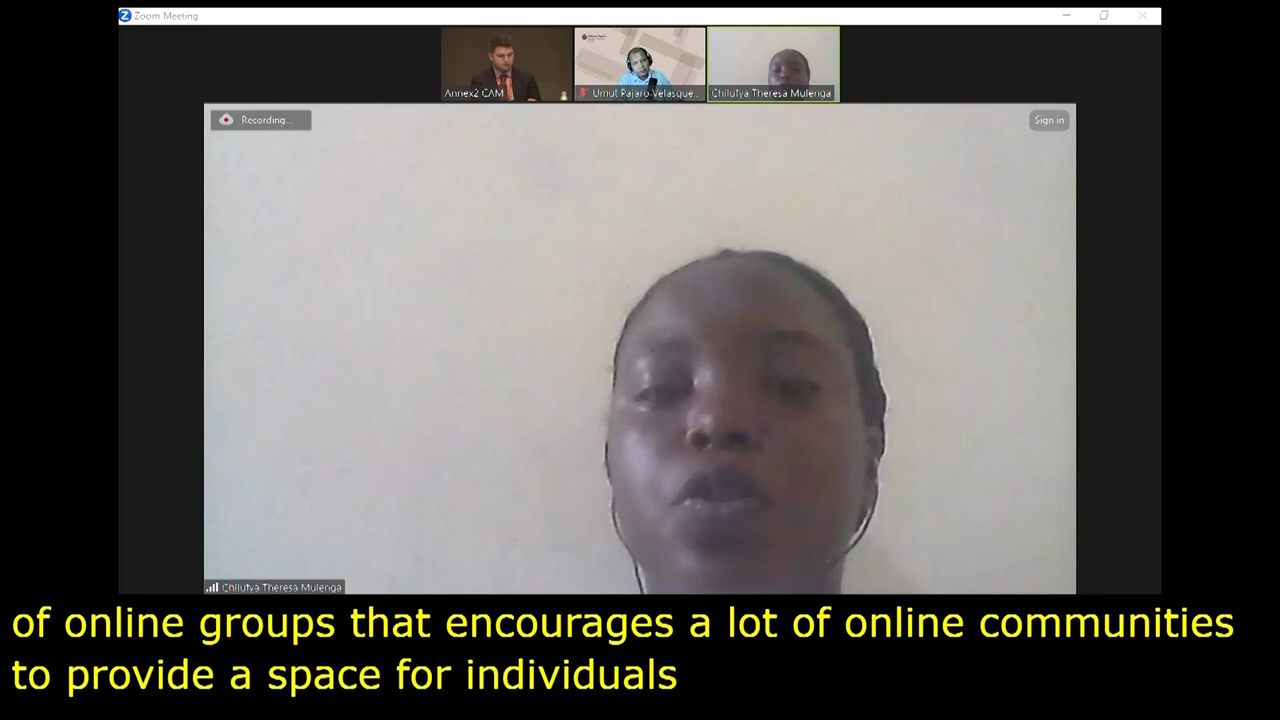 Zoom Meeting
Annex2 CAM
Umut Pajaro Velasque...
Chilufya Theresa Mulenga
Recording...
Sign in
Chilufya Theresa Mulenga
of online groups that encourages a lot of online communities
to provide a space for individuals